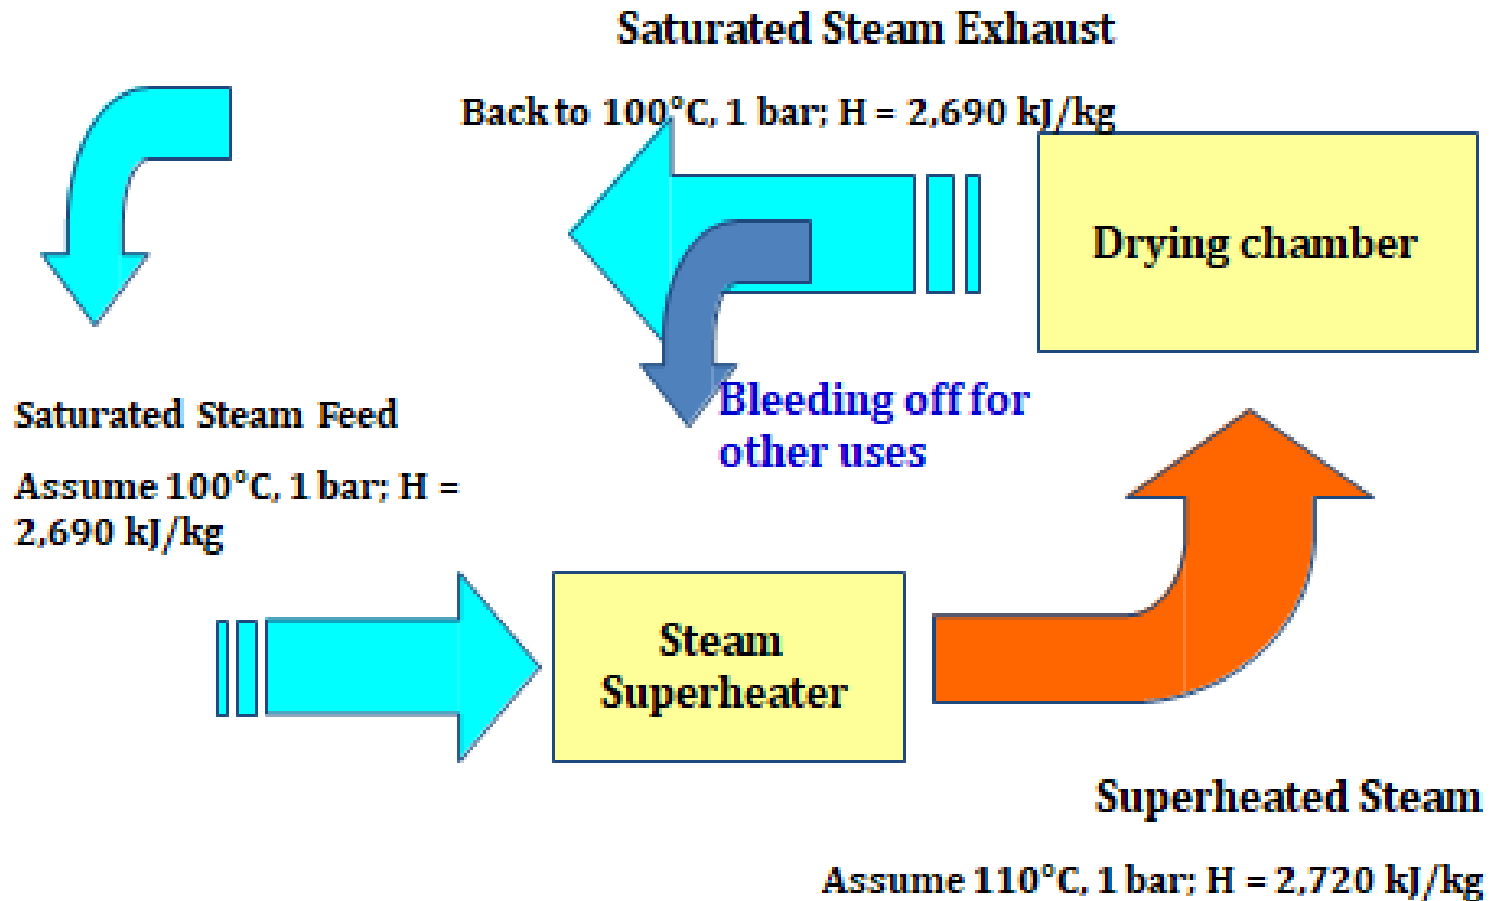 Saturated Steam Exhaust
Back to 100°C, 1 bar; H = 2,690 kJ/kg
Drying chamber
Bleeding off for
other uses
Saturated Steam Feed
Assume 100°C, 1 bar; H =
2,690 kJ/kg
Steam
Superheater
Superheated Steam
Assume 110°C, 1 bar; H = 2,720 kJ/kg